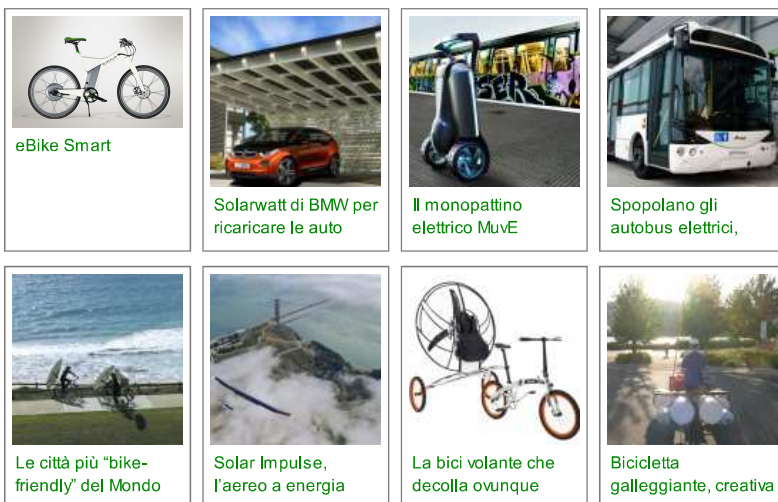 eBike Smart
Solarwatt di BMW per
ricaricare le auto
Il monopattino
elettrico MuvE
Spopolano gli
autobus elettrici,
Le città più “bike-
friendly” del Mondo
Solar Impulse,
l’aereo a energia
La bici volante che
decolla ovunque
Bicicletta
galleggiante, creativa